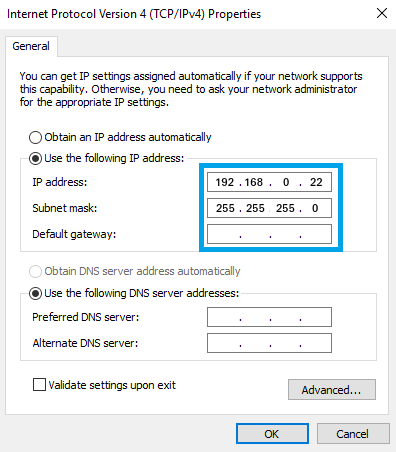 Internet Protocol Version 4 (TCP/IPv4) Properties
General
You can get IP settings assigned automatically if your network supports
this capability. Otherwise, you need to ask your network administrator
for the appropriate IP settings.
Obtain an IP address automatically
Use the following IP address:
IP address: 192 . 168 . 0 . 22
Subnet mask: 255 . 255 . 255 . 0
Default gateway: . . .
Obtain DNS server address automatically
Use the following DNS server addresses:
Preferred DNS server: . . .
Alternate DNS server: . . .
Validate settings upon exit
Advanced...
OK Cancel